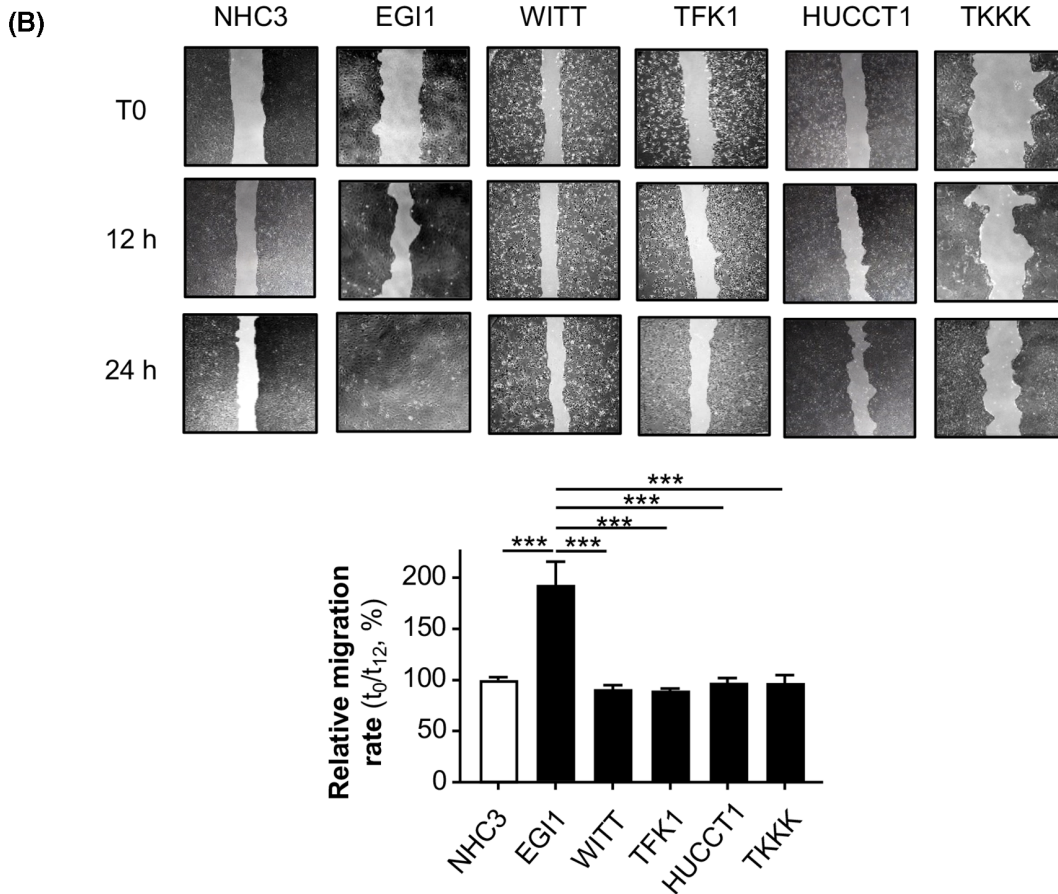 (B)
NHC3 EGI1 WITT TFK1 HUCCT1 TKKK
T0
12 h
24 h
***
***
***
*** ***
Relative migration
rate (t₀/t₁₂, %)
200
150
100
50
0
NHC3 EGI1 WITT TFK1 HUCCT1 TKKK